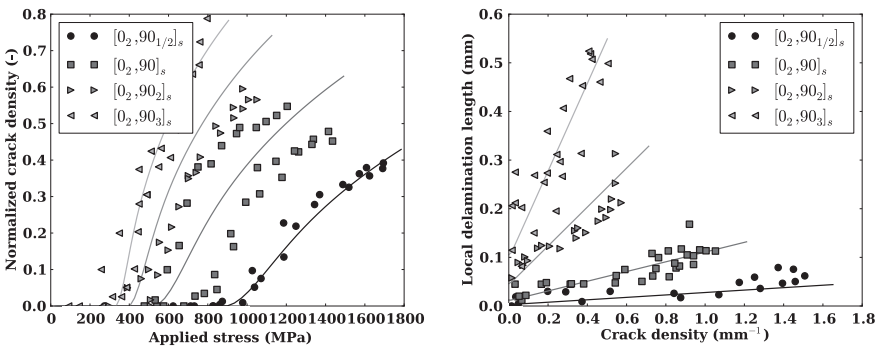 0.8
0.7
0.6
0.5
0.4
0.3
0.2
0.1
0.0
0 200 400 600 800 1000 1200 1400 1600 1800
Normalized crack density (-)
Applied stress (MPa)
[0₂,90₁/₂]ₛ
[0₂,90]ₛ
[0₂,90₂]ₛ
[0₂,90₃]ₛ
0.6
0.5
0.4
0.3
0.2
0.1
0.0
0.0 0.2 0.4 0.6 0.8 1.0 1.2 1.4 1.6 1.8
Local delamination length (mm)
Crack density (mm⁻¹)
[0₂,90₁/₂]ₛ
[0₂,90]ₛ
[0₂,90₂]ₛ
[0₂,90₃]ₛ